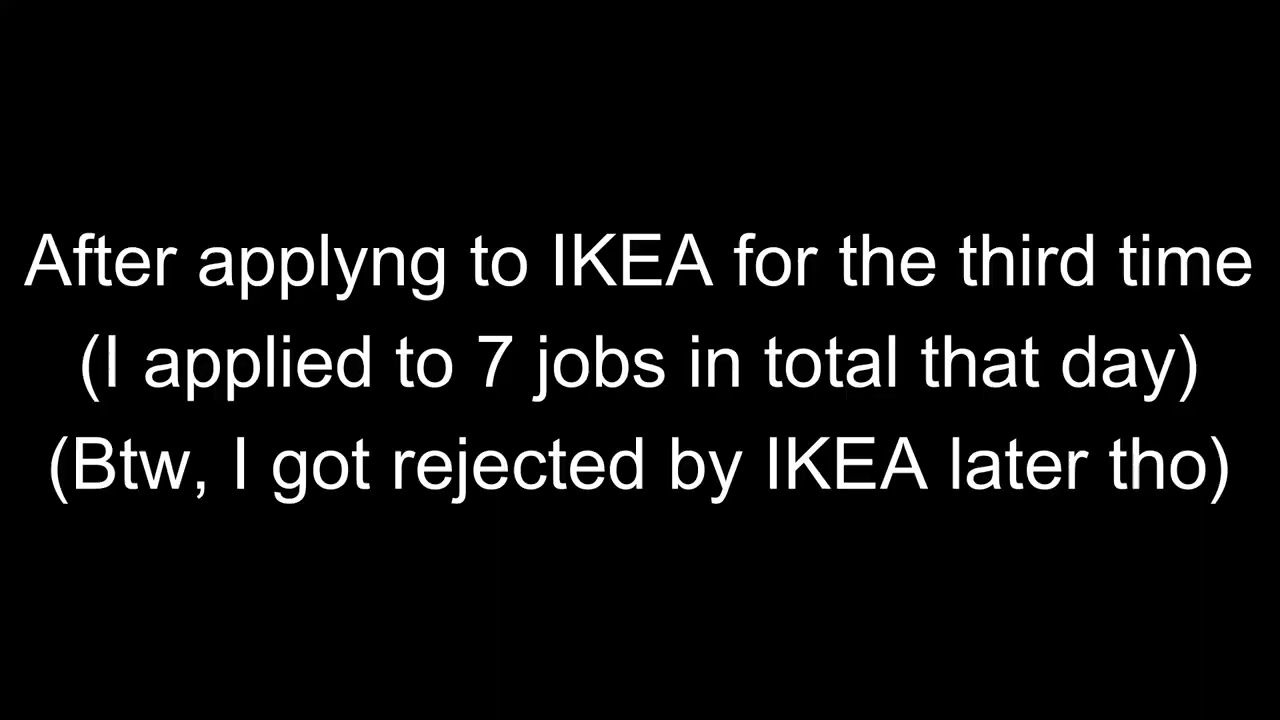 After applyng to IKEA for the third time
(I applied to 7 jobs in total that day)
(Btw, I got rejected by IKEA later tho)